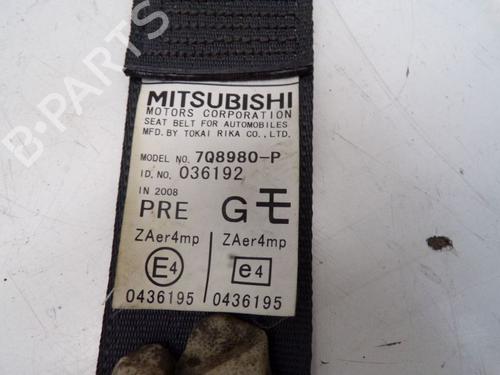 MITSUBISHI
MOTORS CORPORATION
SEAT BELT FOR AUTOMOBILES
MFD. BY TOKAI RIKA CO., LTD.
MODEL NO. 7Q8980-P
ID. NO. 036192
IN 2008
PRE G モ
ZAer4mp ZAer4mp
E4 e4
0436195 0436195
B-PARTS